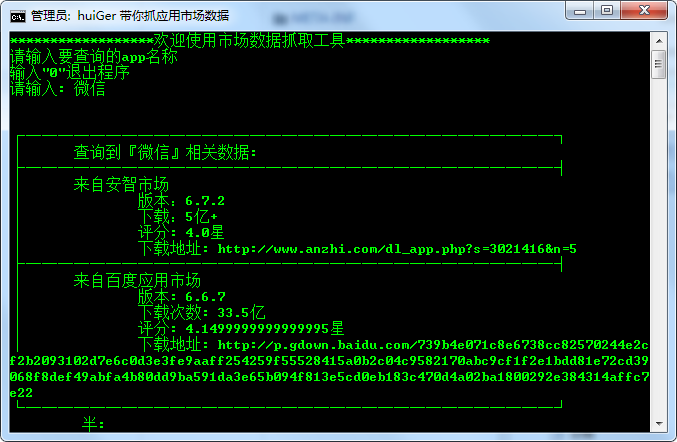 管理员: huiGer 带你抓应用市场数据
******************欢迎使用市场数据抓取工具******************
请输入要查询的app名称
输入"0"退出程序
请输入: 微信
查询到『微信』相关数据:
来自安智市场
版本: 6.7.2
下载: 5亿+
评分: 4.0星
下载地址: http://www.anzhi.com/dl_app.php?s=3021416&n=5
来自百度应用市场
版本: 6.6.7
下载次数: 33.5亿
评分: 4.1499999999999995星
下载地址: http://p.gdown.baidu.com/739b4e071c8e6738cc82570244e2c
f2b2093102d7e6c0d3e3fe9aaff254259f55528415a0b2c04c9582170abc9cf1f2e1bdd81e72cd39
068f8def49abfa4b80dd9ba591da3e65b094f813e5cd0eb183c470d4a02ba1800292e384314affc7
e22
半: